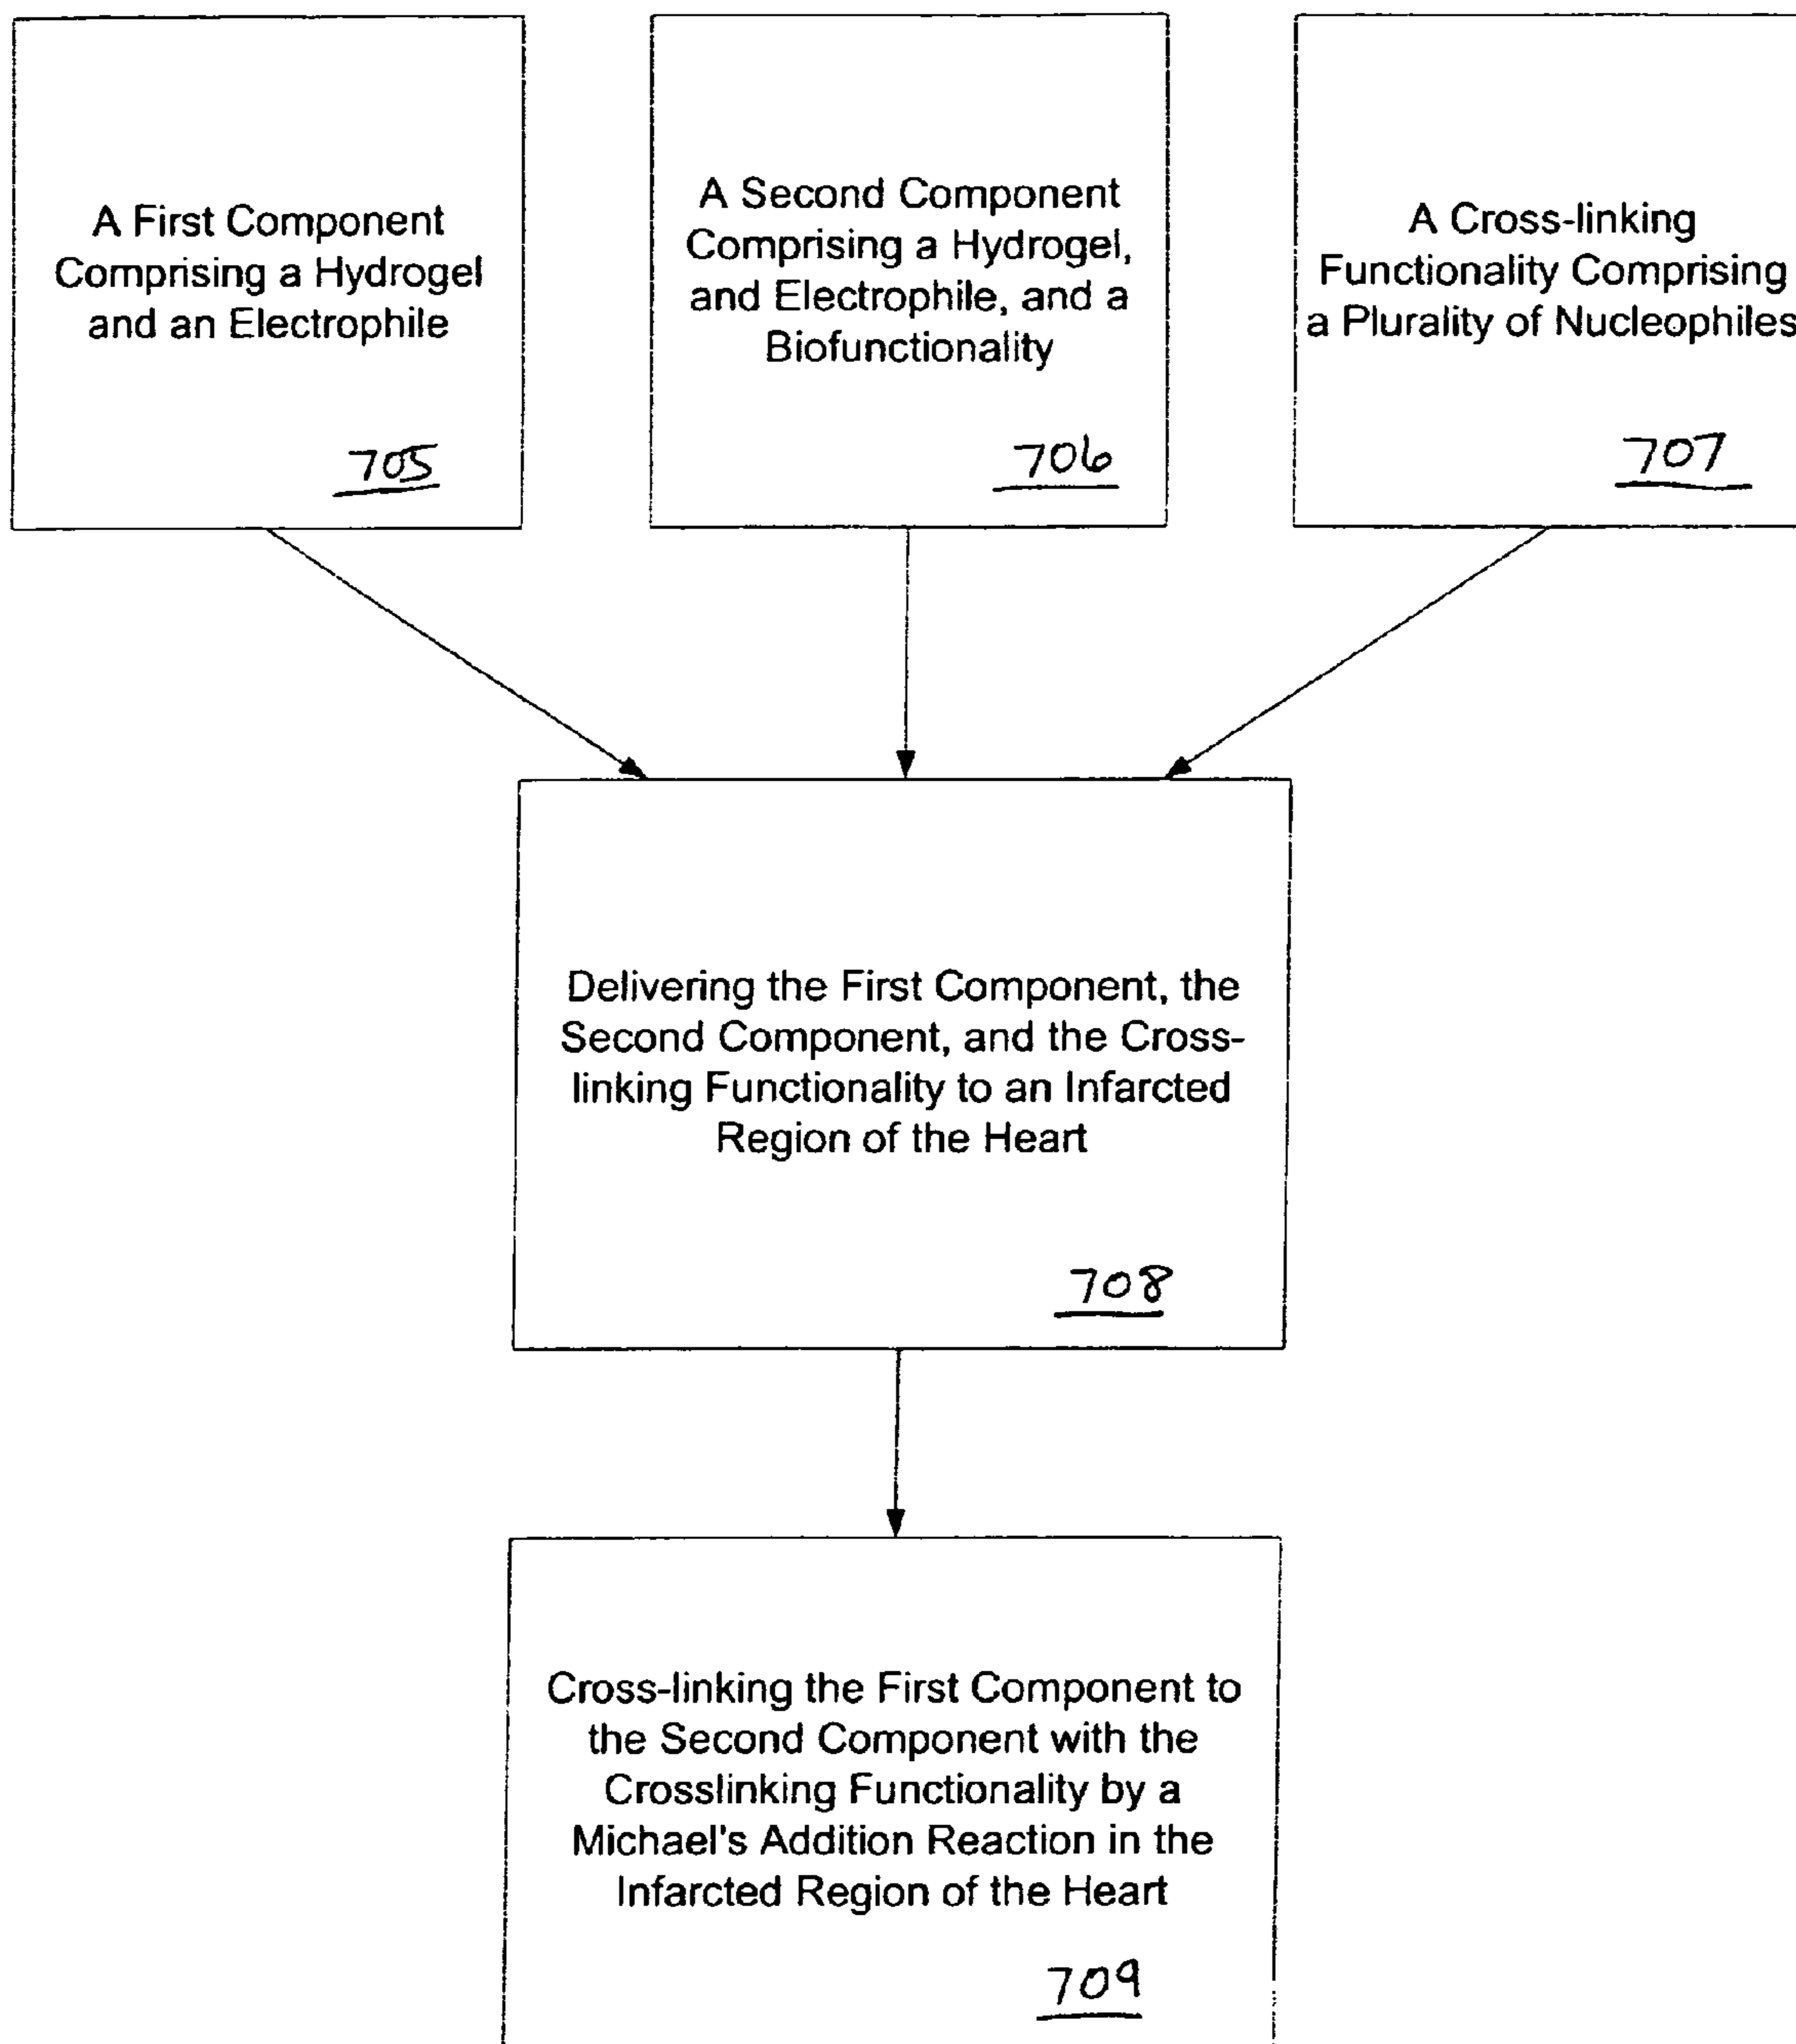 A First Component
Comprising a Hydrogel
and an Electrophile
705
A Second Component
Comprising a Hydrogel,
and Electrophile, and a
Biofunctionality
706
A Cross-linking
Functionality Comprising
a Plurality of Nucleophiles
707
Delivering the First Component, the
Second Component, and the Cross-
linking Functionality to an Infarcted
Region of the Heart
708
Cross-linking the First Component to
the Second Component with the
Crosslinking Functionality by a
Michael's Addition Reaction in the
Infarcted Region of the Heart
709